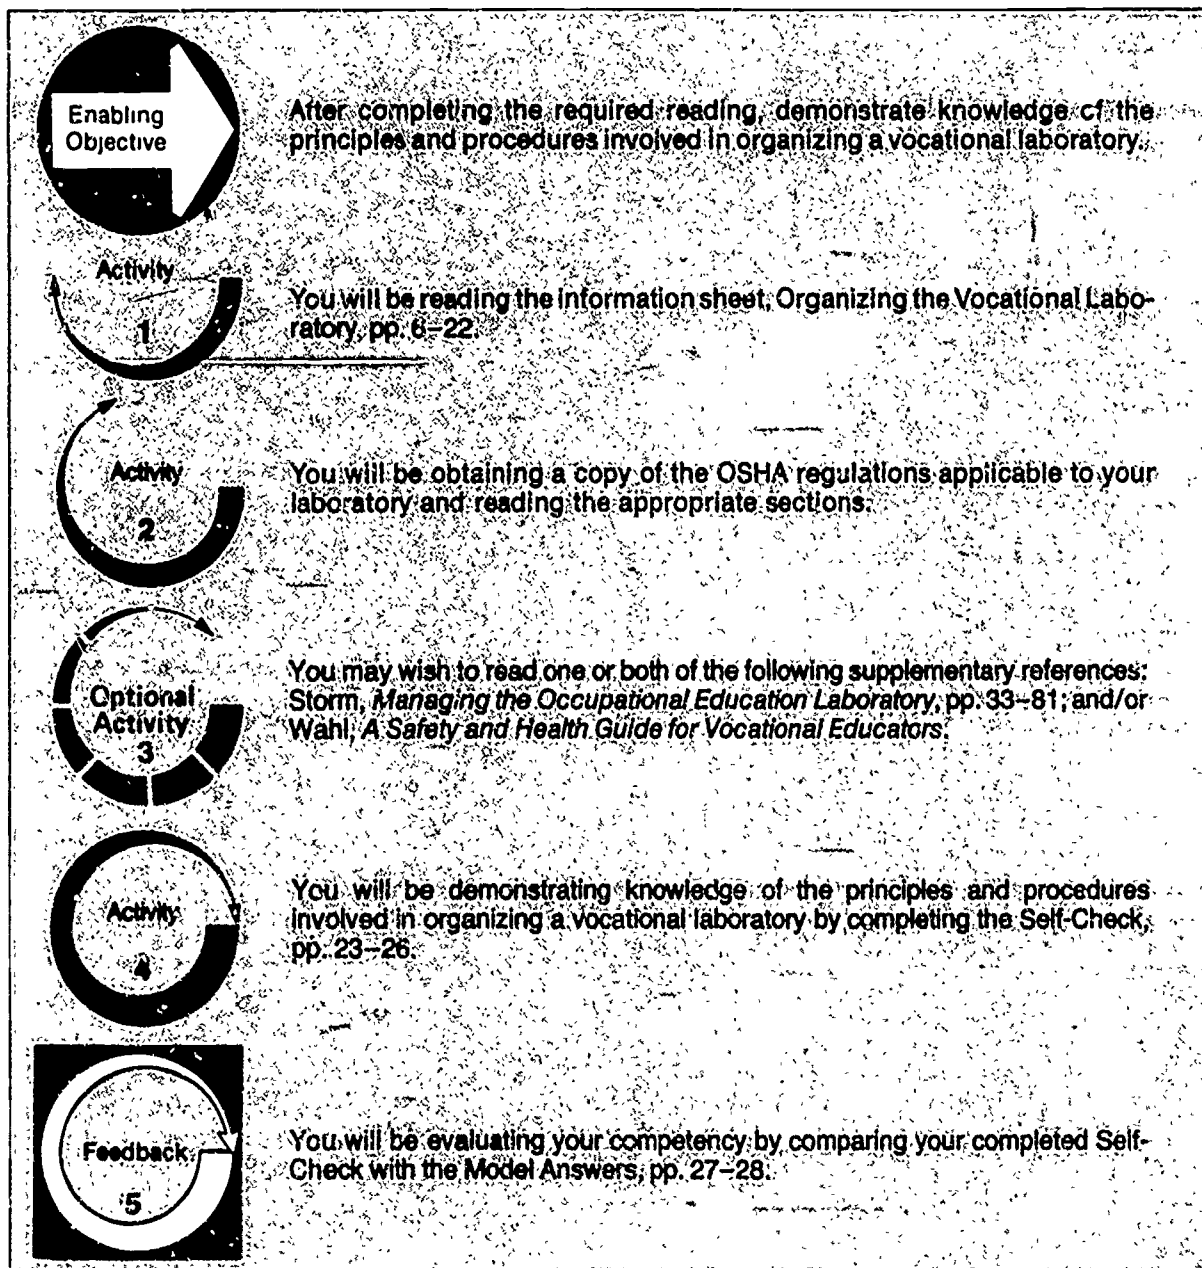 Enabling
Objective
After completing the required reading, demonstrate knowledge cf the
principles and procedures involved in organizing a vocational laboratory.
Activity
1
You will be reading the information sheet, Organizing the Vocational Labo-
ratory, pp. 6–22.
Activity
2
You will be obtaining a copy of the OSHA regulations applicable to your
laboratory and reading the appropriate sections.
Optional
Activity
3
You may wish to read one or both of the following supplementary references:
Storm, Managing the Occupational Education Laboratory, pp. 33–81; and/or
Wahl, A Safety and Health Guide for Vocational Educators.
Activity
4
You will be demonstrating knowledge of the principles and procedures
involved in organizing a vocational laboratory by completing the Self-Check,
pp. 23–26.
Feedback
5
You will be evaluating your competency by comparing your completed Self-
Check with the Model Answers, pp. 27–28.